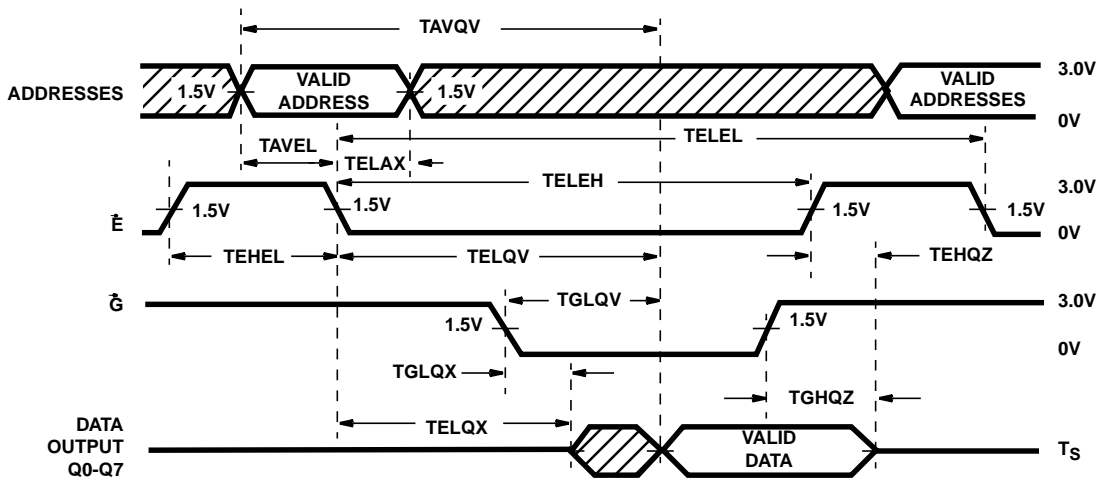 TAVQV
ADDRESSES
1.5V
VALID
ADDRESS
1.5V
VALID
ADDRESSES
3.0V
0V
TAVEL
TELAX
TELEL
TELEH
E
1.5V
1.5V
1.5V
1.5V
3.0V
0V
TEHEL
TELQV
TEHQZ
G
TGLQV
1.5V
1.5V
3.0V
0V
TGLQX
TGHQZ
TELQX
DATA
OUTPUT
Q0-Q7
VALID
DATA
TS